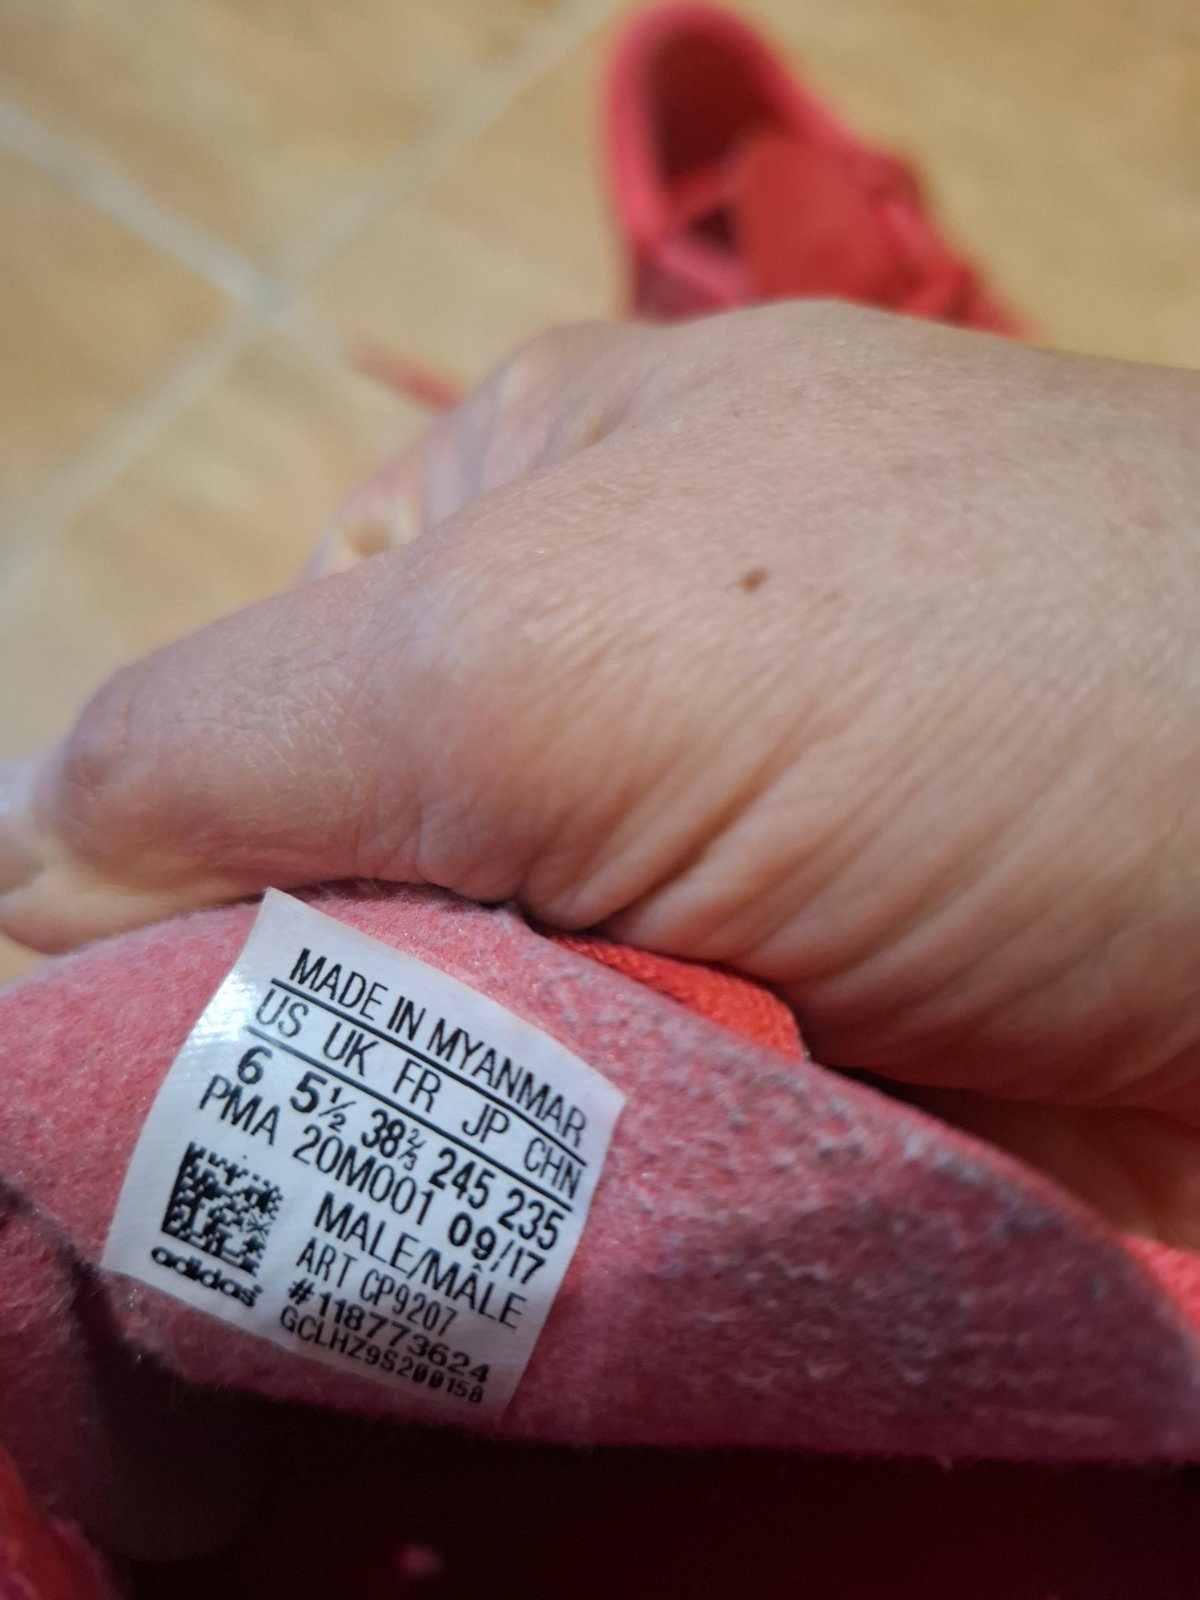 MADE IN MYANMAR
US UK FR JP CHN
6 5½ 38⅔ 245 235
PMA 20M001 09/17
MALE/MÂLE
ART CP9207
#118773624
GCLHZ9S200158
adidas